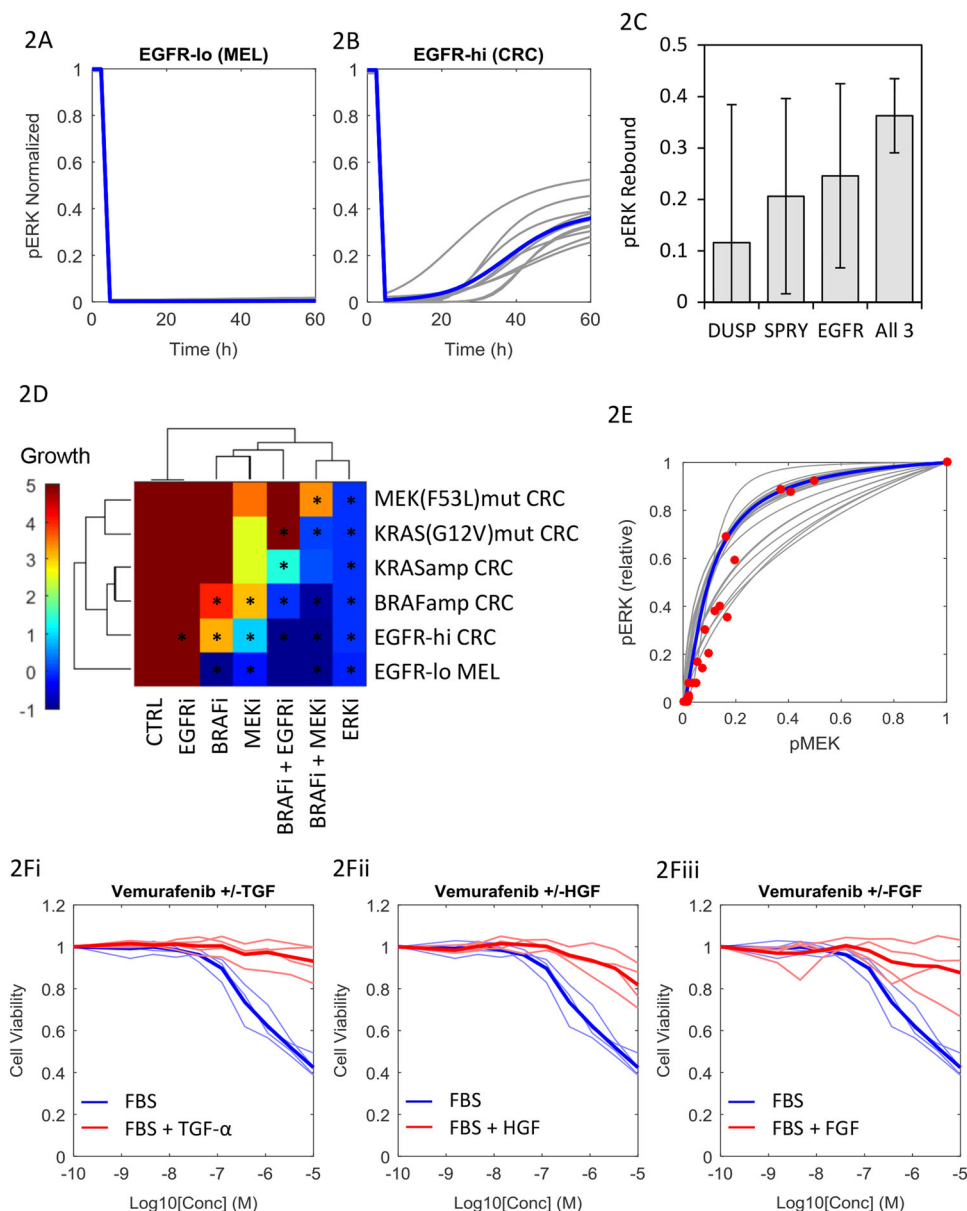 2A
EGFR-lo (MEL)
pERK Normalized
1
0.8
0.6
0.4
0.2
0
0 20 40 60
Time (h)
2B
EGFR-hi (CRC)
1
0.8
0.6
0.4
0.2
0
0 20 40 60
Time (h)
2C
pERK Rebound
0.5
0.4
0.3
0.2
0.1
0
DUSP SPRY EGFR All 3
2D
Growth
5
4
3
2
1
0
-1
MEK(F53L)mut CRC
KRAS(G12V)mut CRC
KRASamp CRC
BRAFamp CRC
EGFR-hi CRC
EGFR-lo MEL
* *
* * *
* *
* * * * *
* * * * * *
* * * *
CTRL
EGFRi
BRAFi
MEKi
BRAFi + EGFRi
BRAFi + MEKi
ERKi
2E
pERK (relative)
1
0.8
0.6
0.4
0.2
0
0 0.2 0.4 0.6 0.8 1
pMEK
2Fi
Vemurafenib +/-TGF
Cell Viability
1.2
1
0.8
0.6
0.4
0.2
0
FBS
FBS + TGF-α
-10 -9 -8 -7 -6 -5
Log10[Conc] (M)
2Fii
Vemurafenib +/-HGF
Cell Viability
1.2
1
0.8
0.6
0.4
0.2
0
FBS
FBS + HGF
-10 -9 -8 -7 -6 -5
Log10[Conc] (M)
2Fiii
Vemurafenib +/-FGF
Cell Viability
1.2
1
0.8
0.6
0.4
0.2
0
FBS
FBS + FGF
-10 -9 -8 -7 -6 -5
Log10[Conc] (M)